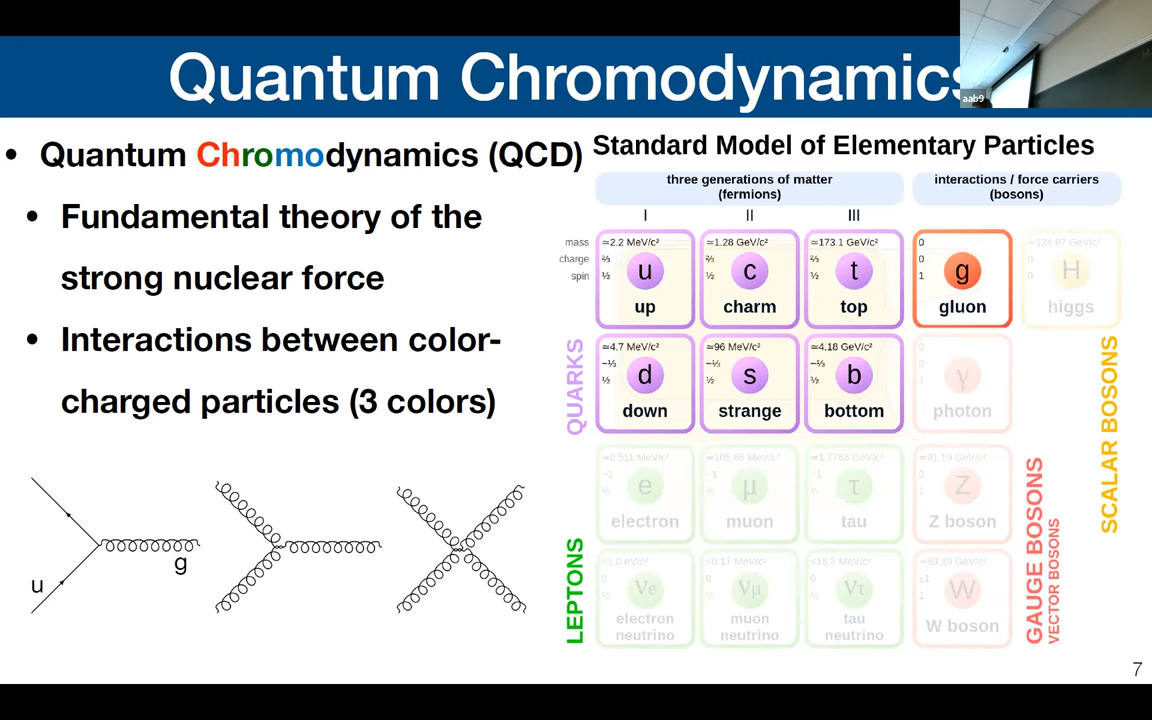 Quantum Chromodynamics
aab9
Quantum Chromodynamics (QCD)
Fundamental theory of the
strong nuclear force
Interactions between color-
charged particles (3 colors)
u
g
Standard Model of Elementary Particles
three generations of matter
(fermions)
interactions / force carriers
(bosons)
I II III
mass ≃2.2 MeV/c² ≃1.28 GeV/c² ≃173.1 GeV/c² 0 ≃124.97 GeV/c²
charge ⅔ ⅔ ⅔ 0 0
spin ½ ½ ½ 1 0
u c t g H
up charm top gluon higgs
QUARKS
≃4.7 MeV/c² ≃96 MeV/c² ≃4.18 GeV/c² 0
−⅓ −⅓ −⅓ 0
½ ½ ½ 1
d s b γ
down strange bottom photon
SCALAR BOSONS
≃0.511 MeV/c² ≃105.66 MeV/c² ≃1.7768 GeV/c² ≃91.19 GeV/c²
−1 −1 −1 0
½ ½ ½ 1
e μ τ Z
electron muon tau Z boson
LEPTONS
<1.0 eV/c² <0.17 MeV/c² <18.2 MeV/c² ≃80.39 GeV/c²
0 0 0 ±1
½ ½ ½ 1
νe νμ ντ W
electron
neutrino
muon
neutrino
tau
neutrino
W boson
GAUGE BOSONS
VECTOR BOSONS
7